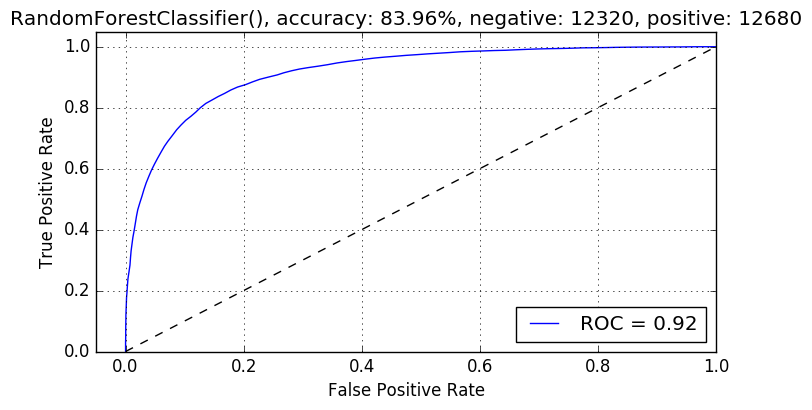 RandomForestClassifier(), accuracy: 83.96%, negative: 12320, positive: 12680
1.0
0.8
0.6
0.4
0.2
0.0
True Positive Rate
ROC = 0.92
0.0 0.2 0.4 0.6 0.8 1.0
False Positive Rate